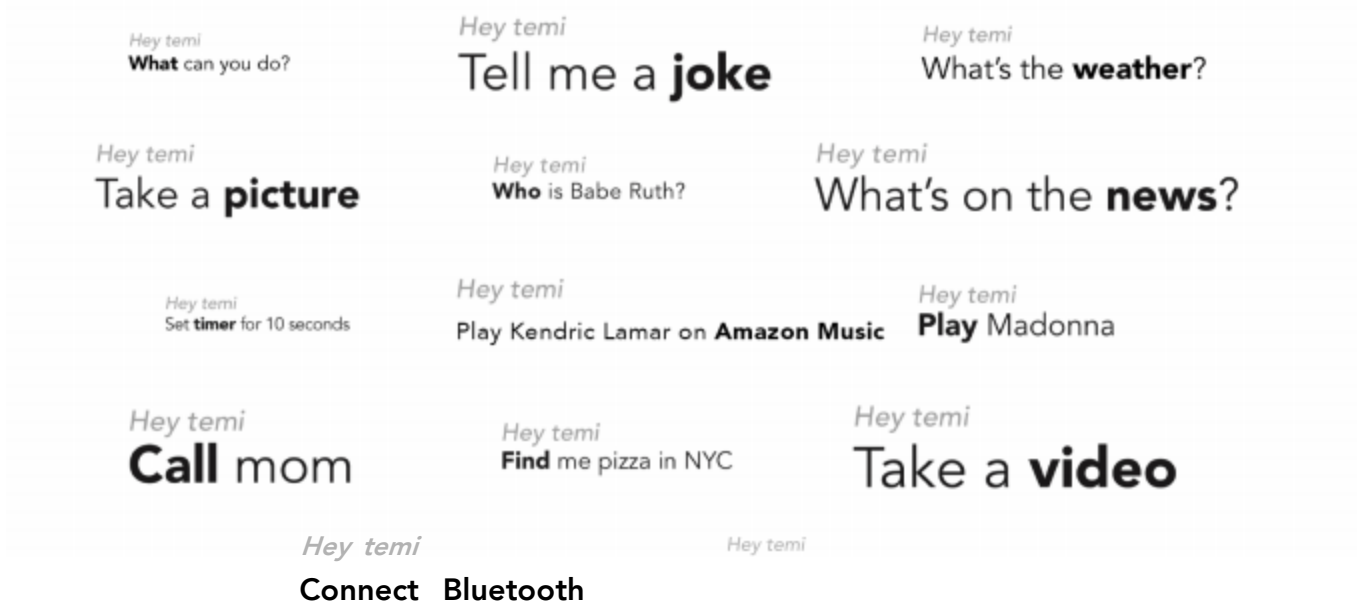 Hey temi
What can you do?
Hey temi
Tell me a joke
Hey temi
What's the weather?
Hey temi
Take a picture
Hey temi
Who is Babe Ruth?
Hey temi
What's on the news?
Hey temi
Set timer for 10 seconds
Hey temi
Play Kendric Lamar on Amazon Music
Hey temi
Play Madonna
Hey temi
Call mom
Hey temi
Find me pizza in NYC
Hey temi
Take a video
Hey temi
Connect Bluetooth
Hey temi